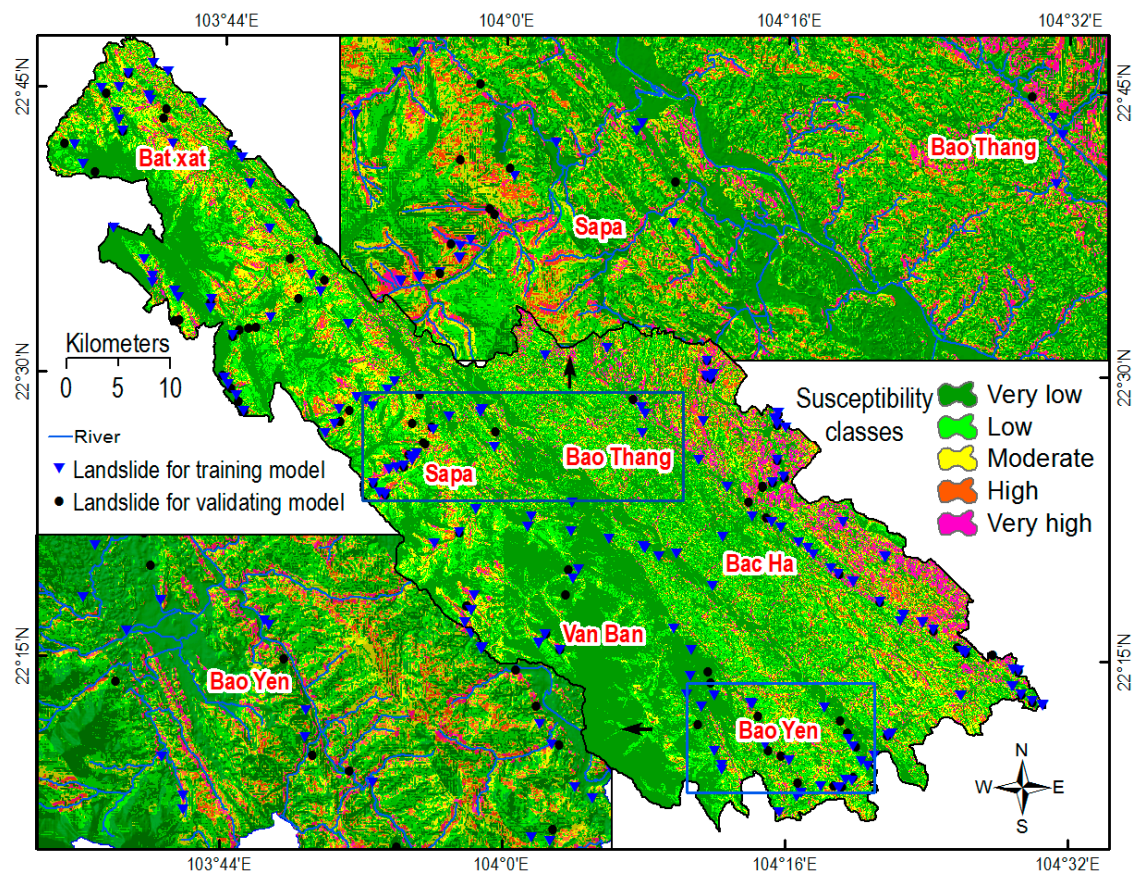 103°44'E 104°0'E 104°16'E 104°32'E
22°45'N
22°45'N
Bat xat
Bao Thang
Sapa
Kilometers
0 5 10
22°30'N
22°30'N
River
Landslide for training model
Landslide for validating model
Susceptibility
classes
Very low
Low
Moderate
High
Very high
Sapa
Bao Thang
Bac Ha
Van Ban
22°15'N
22°15'N
Bao Yen
Bao Yen
N
W E
S
103°44'E 104°0'E 104°16'E 104°32'E